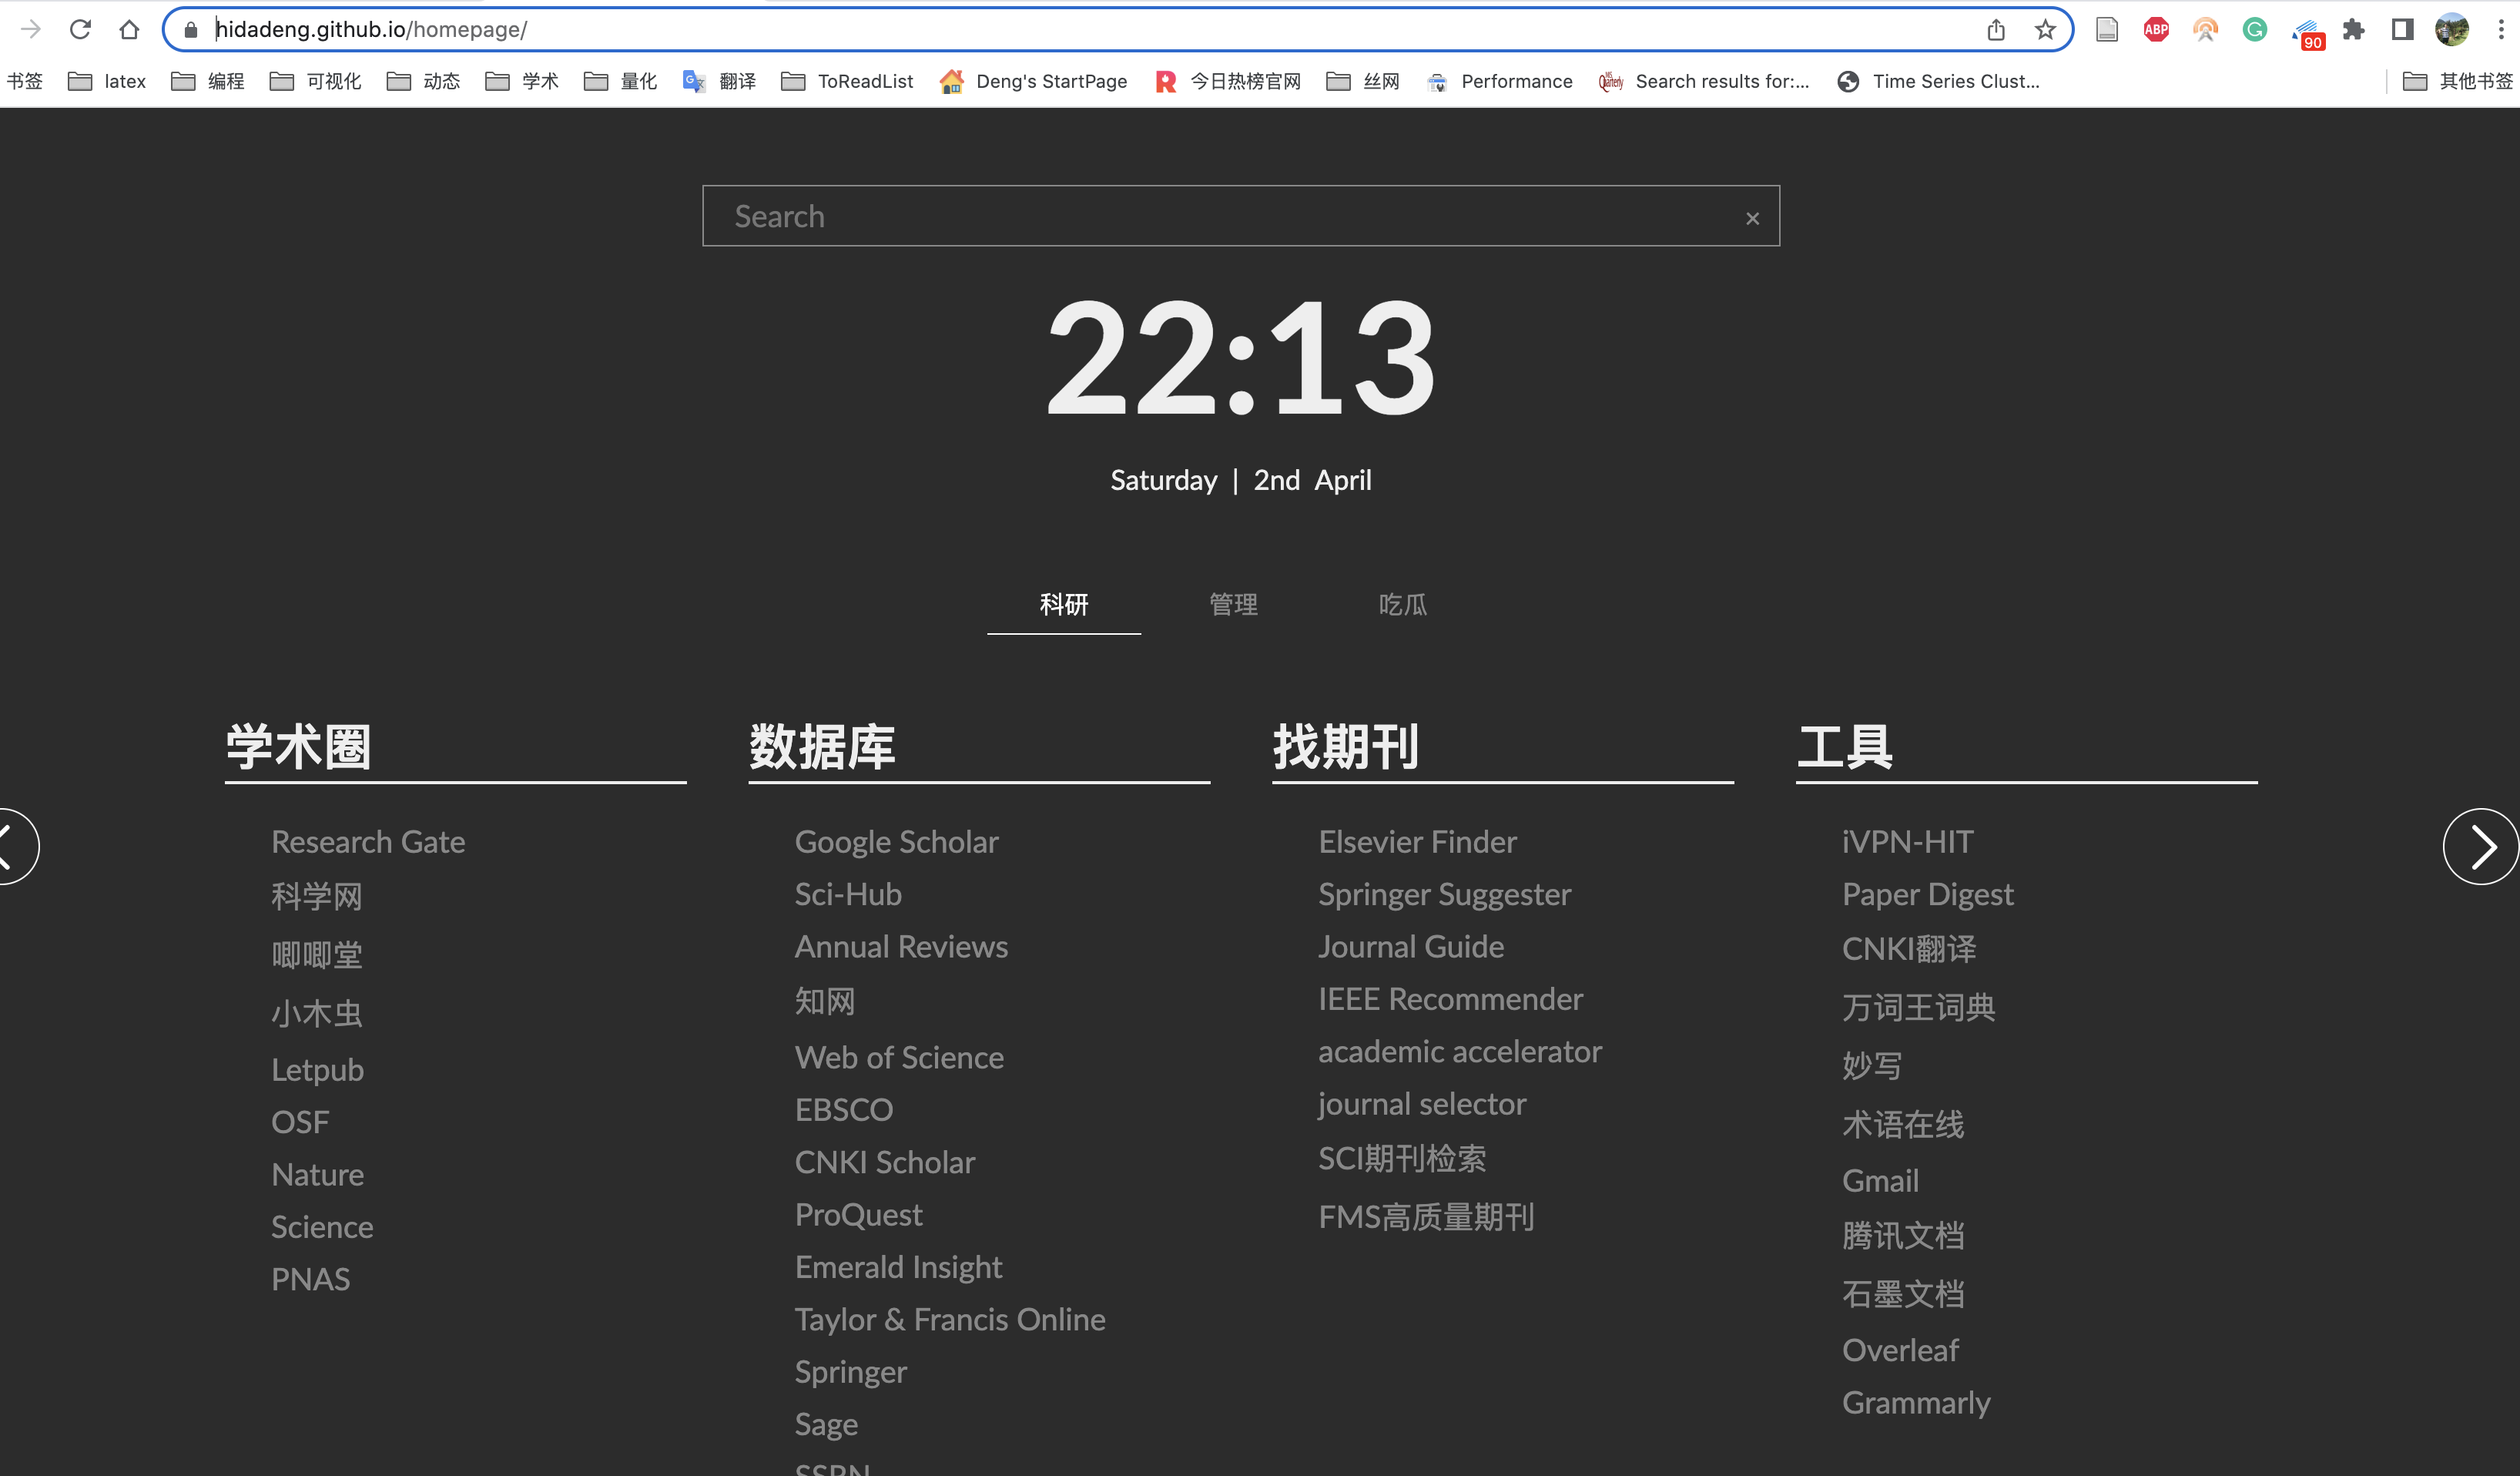 hidadeng.github.io/homepage/
ABP
90
书签 latex 编程 可视化 动态 学术 量化 翻译 ToReadList Deng's StartPage 今日热榜官网 丝网 Performance Search results for:... Time Series Clust... 其他书签
Search ×
22:13
Saturday | 2nd April
科研 管理 吃瓜
学术圈
Research Gate
科学网
唧唧堂
小木虫
Letpub
OSF
Nature
Science
PNAS
数据库
Google Scholar
Sci-Hub
Annual Reviews
知网
Web of Science
EBSCO
CNKI Scholar
ProQuest
Emerald Insight
Taylor & Francis Online
Springer
Sage
SSRN
找期刊
Elsevier Finder
Springer Suggester
Journal Guide
IEEE Recommender
academic accelerator
journal selector
SCI期刊检索
FMS高质量期刊
工具
iVPN-HIT
Paper Digest
CNKI翻译
万词王词典
妙写
术语在线
Gmail
腾讯文档
石墨文档
Overleaf
Grammarly